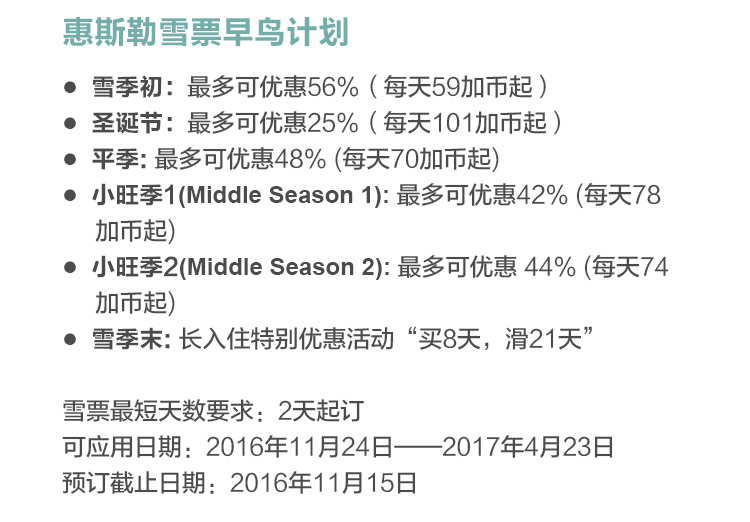 惠斯勒雪票早鸟计划
● 雪季初：最多可优惠56%（每天59加币起）
● 圣诞节：最多可优惠25%（每天101加币起）
● 平季: 最多可优惠48% (每天70加币起)
● 小旺季1(Middle Season 1): 最多可优惠42% (每天78
加币起)
● 小旺季2(Middle Season 2): 最多可优惠 44% (每天74
加币起)
● 雪季末: 长入住特别优惠活动“买8天，滑21天”
雪票最短天数要求：2天起订
可应用日期：2016年11月24日——2017年4月23日
预订截止日期：2016年11月15日